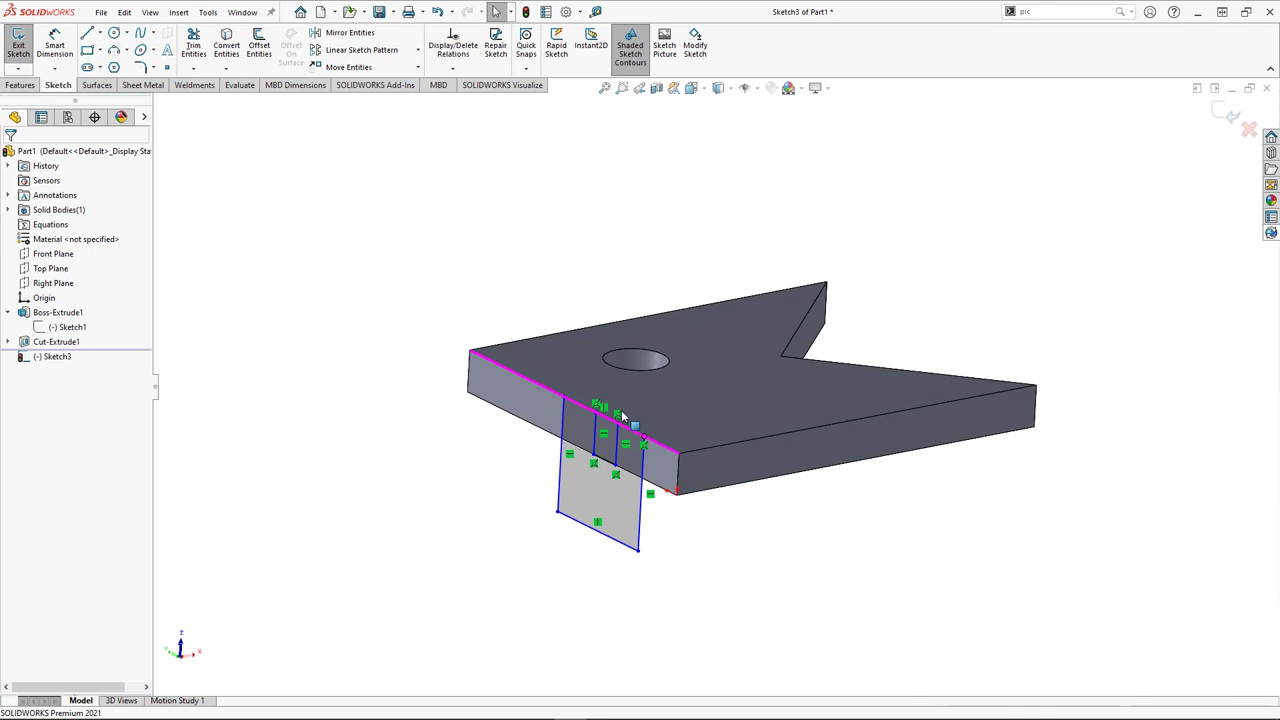 SOLIDWORKS
File
Edit
View
Insert
Tools
Window
Sketch3 of Part1 *
pic
Exit Sketch
Smart Dimension
Trim Entities
Convert Entities
Offset Entities
Offset On Surface
Mirror Entities
Linear Sketch Pattern
Move Entities
Display/Delete Relations
Repair Sketch
Quick Snaps
Rapid Sketch
Instant2D
Shaded Sketch Contours
Sketch Picture
Modify Sketch
Features
Sketch
Surfaces
Sheet Metal
Weldments
Evaluate
MBD Dimensions
SOLIDWORKS Add-Ins
MBD
SOLIDWORKS Visualize
Part1 (Default<<Default>_Display Sta
History
Sensors
Annotations
Solid Bodies(1)
Equations
Material <not specified>
Front Plane
Top Plane
Right Plane
Origin
Boss-Extrude1
(-) Sketch1
Cut-Extrude1
(-) Sketch3
Z
Y
X
Model
3D Views
Motion Study 1
SOLIDWORKS Premium 2021